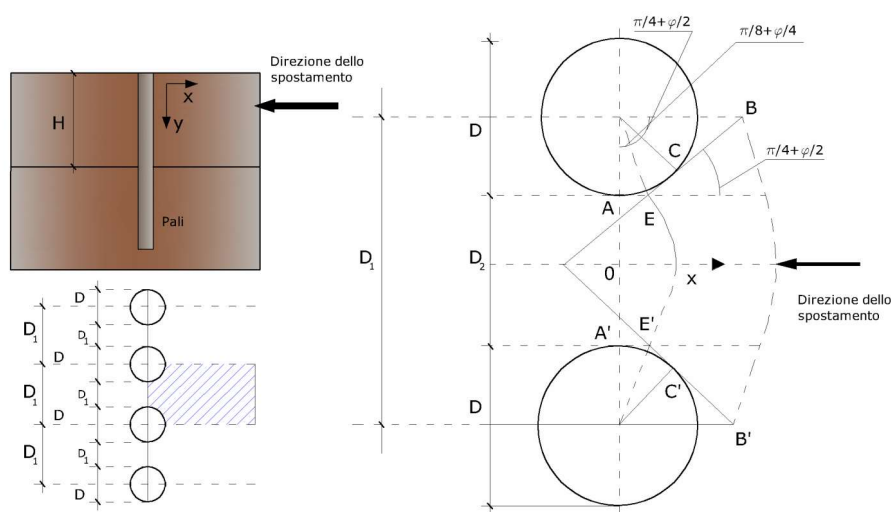 Direzione dello
spostamento
H
x
y
Pali
D
D1
D1
D
D1
D1
D
D1
D1
D
π/4+φ/2
π/8+φ/4
D
B
C
π/4+φ/2
A
E
D1
D2
0
x
Direzione dello
spostamento
A'
E'
D
C'
B'